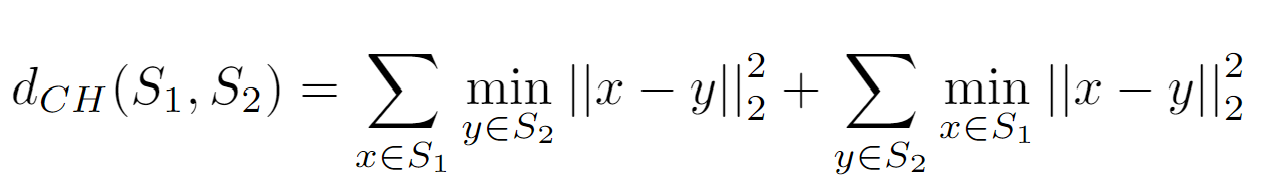 d_{CH}(S_1, S_2) = \sum_{x \in S_1} \min_{y \in S_2} ||x - y||_2^2 + \sum_{y \in S_2} \min_{x \in S_1} ||x - y||_2^2